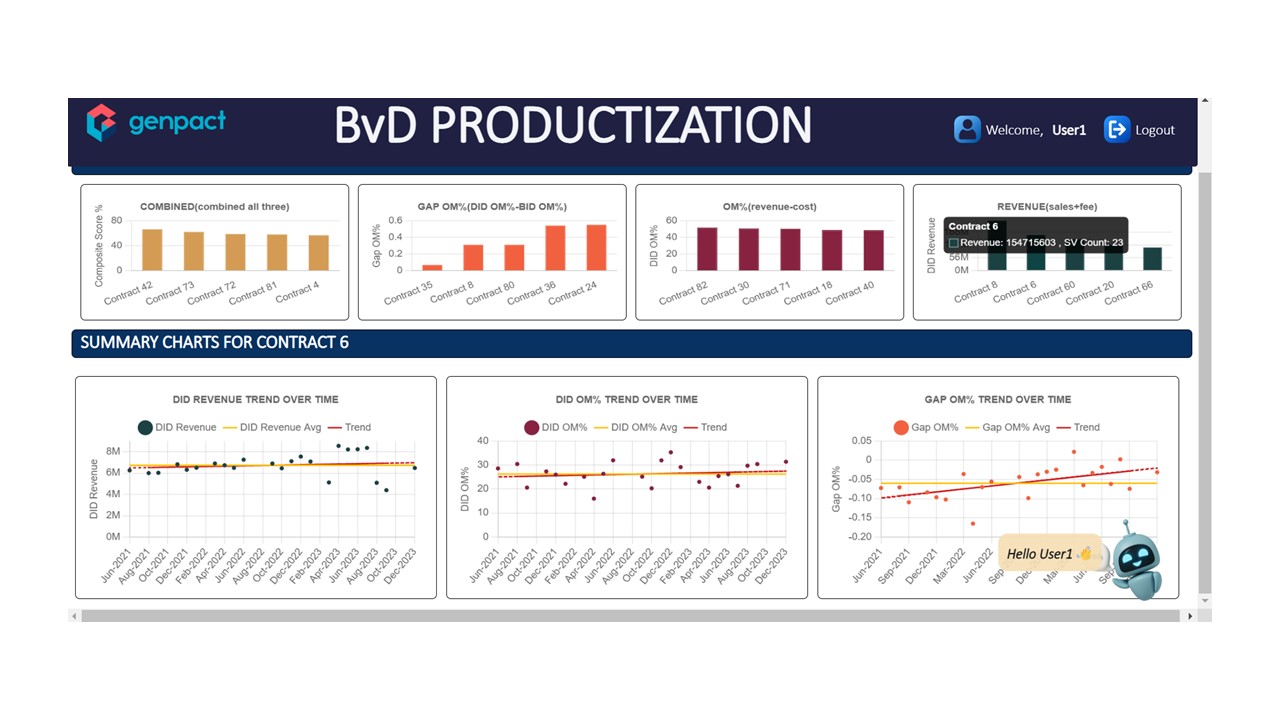 genpact
BvD PRODUCTIZATION
Welcome, User1
Logout
COMBINED(combined all three)
Composite Score %
80
40
0
Contract 42
Contract 73
Contract 72
Contract 81
Contract 4
GAP OM%(DID OM%-BID OM%)
Gap OM%
0.6
0.4
0.2
0
Contract 35
Contract 8
Contract 80
Contract 36
Contract 24
OM%(revenue-cost)
DID OM%
60
40
20
0
Contract 82
Contract 30
Contract 71
Contract 18
Contract 40
REVENUE(sales+fee)
DID Revenue
Contract 6
Revenue: 154715603 , SV Count: 23
56M
0M
Contract 8
Contract 6
Contract 60
Contract 20
Contract 66
SUMMARY CHARTS FOR CONTRACT 6
DID REVENUE TREND OVER TIME
DID Revenue
DID Revenue Avg
Trend
DID Revenue
8M
6M
4M
2M
0M
Jun-2021
Aug-2021
Oct-2021
Dec-2021
Feb-2022
Apr-2022
Jun-2022
Aug-2022
Oct-2022
Dec-2022
Feb-2023
Apr-2023
Jun-2023
Aug-2023
Oct-2023
Dec-2023
DID OM% TREND OVER TIME
DID OM%
DID OM% Avg
Trend
DID OM%
40
30
20
10
0
Jun-2021
Aug-2021
Oct-2021
Dec-2021
Feb-2022
Apr-2022
Jun-2022
Aug-2022
Oct-2022
Dec-2022
Feb-2023
Apr-2023
Jun-2023
Aug-2023
Oct-2023
Dec-2023
GAP OM% TREND OVER TIME
Gap OM%
Gap OM% Avg
Trend
Gap OM%
0.05
0
-0.05
-0.10
-0.15
-0.20
Jun-2021
Sep-2021
Dec-2021
Mar-2022
Jun-2022
Hello User1 👋